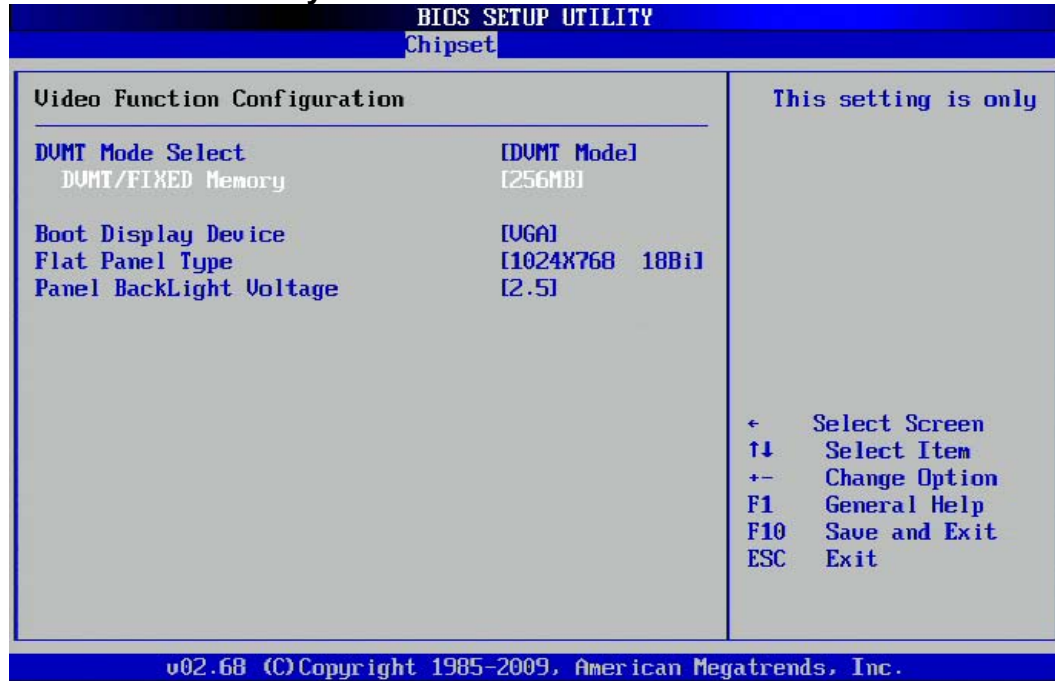 BIOS SETUP UTILITY
Chipset
Video Function Configuration
DVMT Mode Select [DVMT Mode]
DVMT/FIXED Memory [256MB]
Boot Display Device [VGA]
Flat Panel Type [1024X768 18Bi]
Panel BackLight Voltage [2.5]
This setting is only
← Select Screen
↑↓ Select Item
+- Change Option
F1 General Help
F10 Save and Exit
ESC Exit
v02.68 (C)Copyright 1985-2009, American Megatrends, Inc.